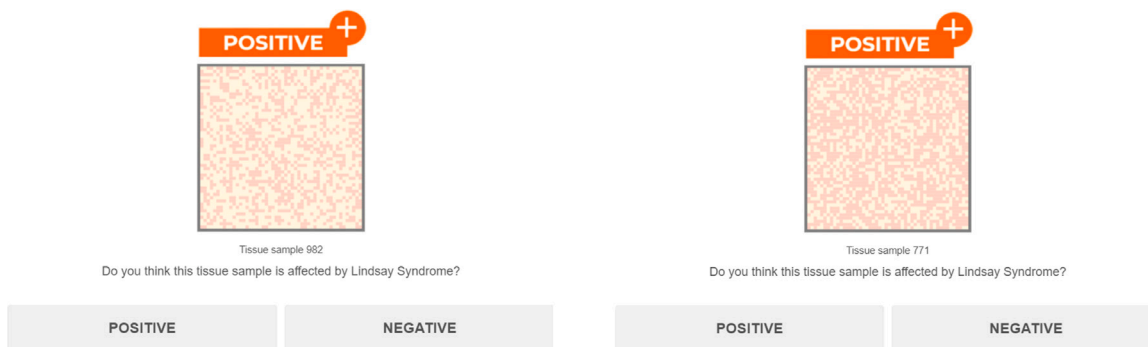 POSITIVE +
Tissue sample 982
Do you think this tissue sample is affected by Lindsay Syndrome?
POSITIVE
NEGATIVE
POSITIVE +
Tissue sample 771
Do you think this tissue sample is affected by Lindsay Syndrome?
POSITIVE
NEGATIVE